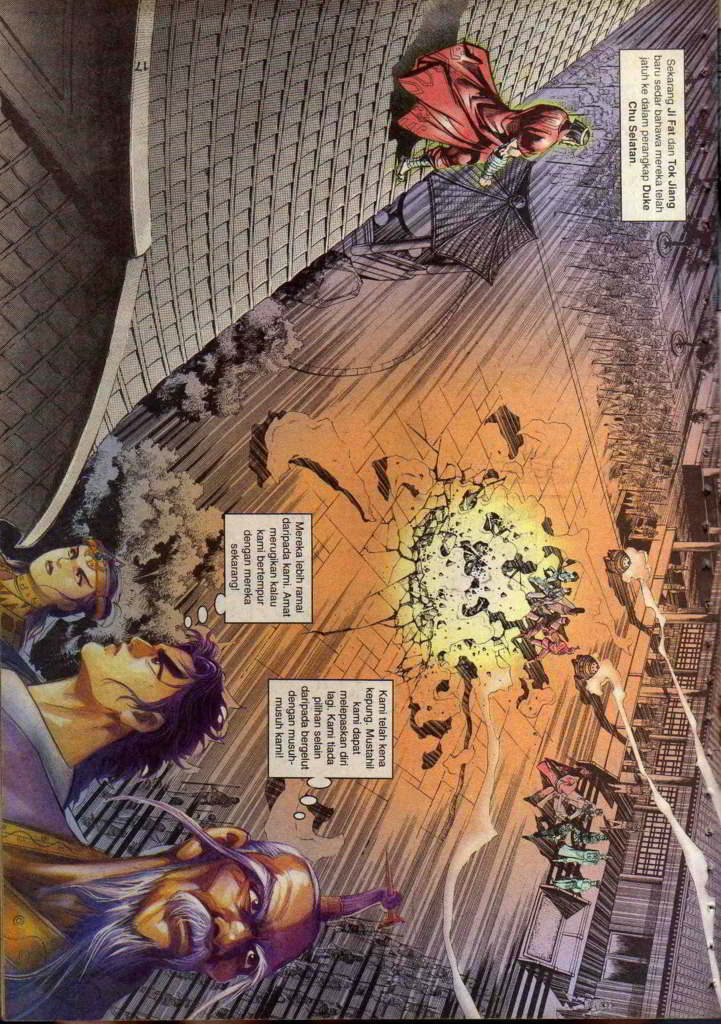 Sekarang Ji Fat dan Tok Jiang
baru sedar bahawa mereka telah
jatuh ke dalam perangkap Duke
Chu Selatan.
Mereka lebih ramai
daripada kami. Amat
merugikan kalau
kami bertempur
dengan mereka
sekarang!
Kami telah kena
kepung. Mustahil
kami dapat
melepaskan diri
lagi. Kami tiada
pilihan selain
daripada bergelut
dengan musuh-
musuh kami!
17